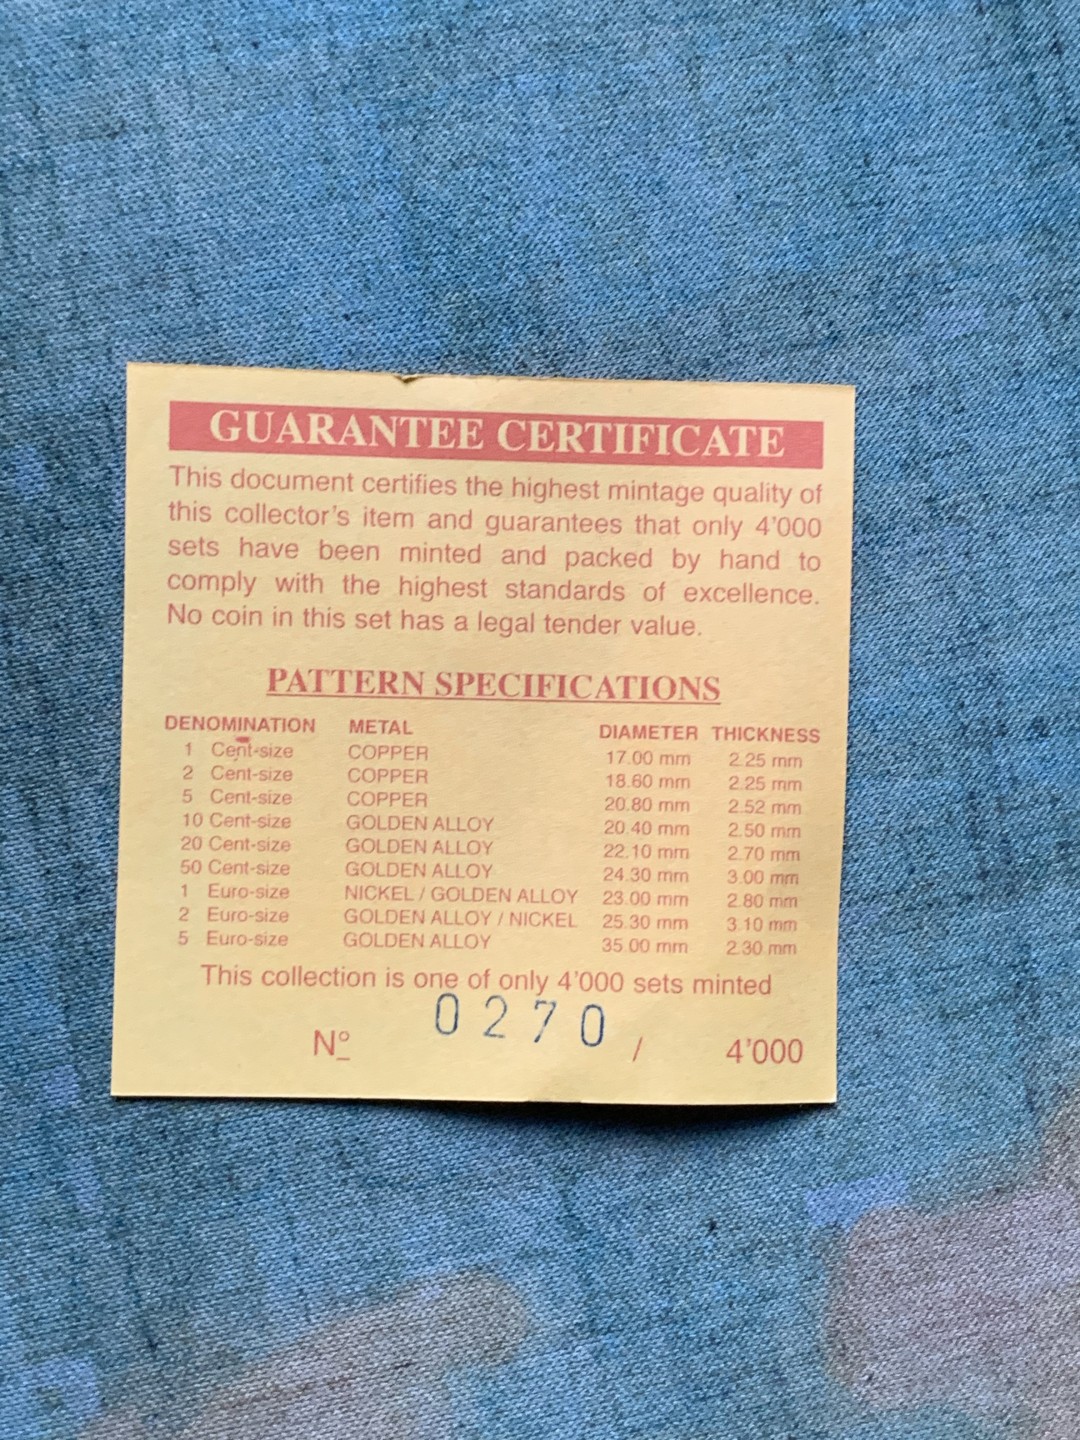 GUARANTEE CERTIFICATE
This document certifies the highest mintage quality of
this collector's item and guarantees that only 4'000
sets have been minted and packed by hand to
comply with the highest standards of excellence.
No coin in this set has a legal tender value.
PATTERN SPECIFICATIONS
DENOMINATION METAL DIAMETER THICKNESS
1 Cent-size COPPER 17.00 mm 2.25 mm
2 Cent-size COPPER 18.60 mm 2.25 mm
5 Cent-size COPPER 20.80 mm 2.52 mm
10 Cent-size GOLDEN ALLOY 20.40 mm 2.50 mm
20 Cent-size GOLDEN ALLOY 22.10 mm 2.70 mm
50 Cent-size GOLDEN ALLOY 24.30 mm 3.00 mm
1 Euro-size NICKEL / GOLDEN ALLOY 23.00 mm 2.80 mm
2 Euro-size GOLDEN ALLOY / NICKEL 25.30 mm 3.10 mm
5 Euro-size GOLDEN ALLOY 35.00 mm 2.30 mm
This collection is one of only 4'000 sets minted
Nº 0270 / 4'000